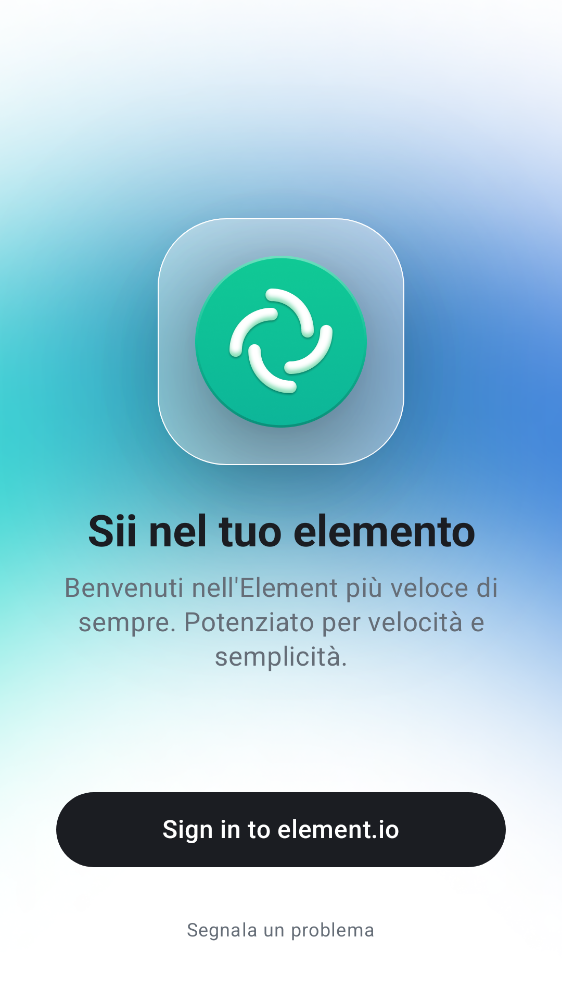 Sii nel tuo elemento
Benvenuti nell'Element più veloce di
sempre. Potenziato per velocità e
semplicità.
Sign in to element.io
Segnala un problema